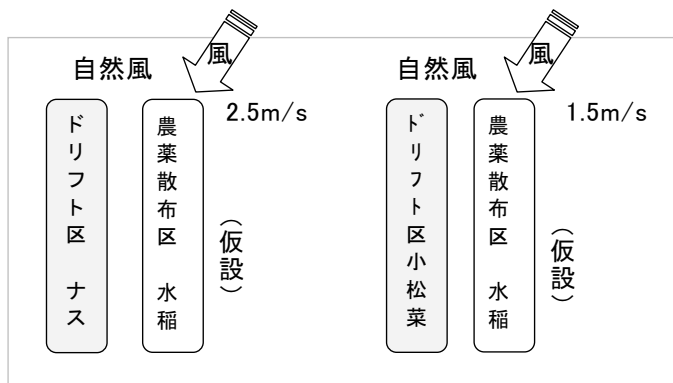 自然風
風
2.5m/s
ドリフト区 ナス
農薬散布区 水稲
（仮設）
自然風
風
1.5m/s
ﾄﾞﾘﾌﾄ区小松菜
農薬散布区 水稲
（仮設）